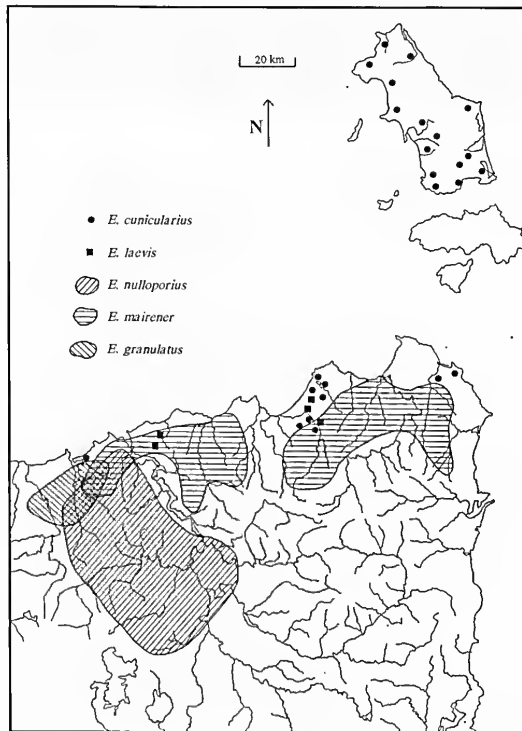 20 km
N
E. cunicularius
E. laevis
E. nulloporius
E. mairener
E. granulatus